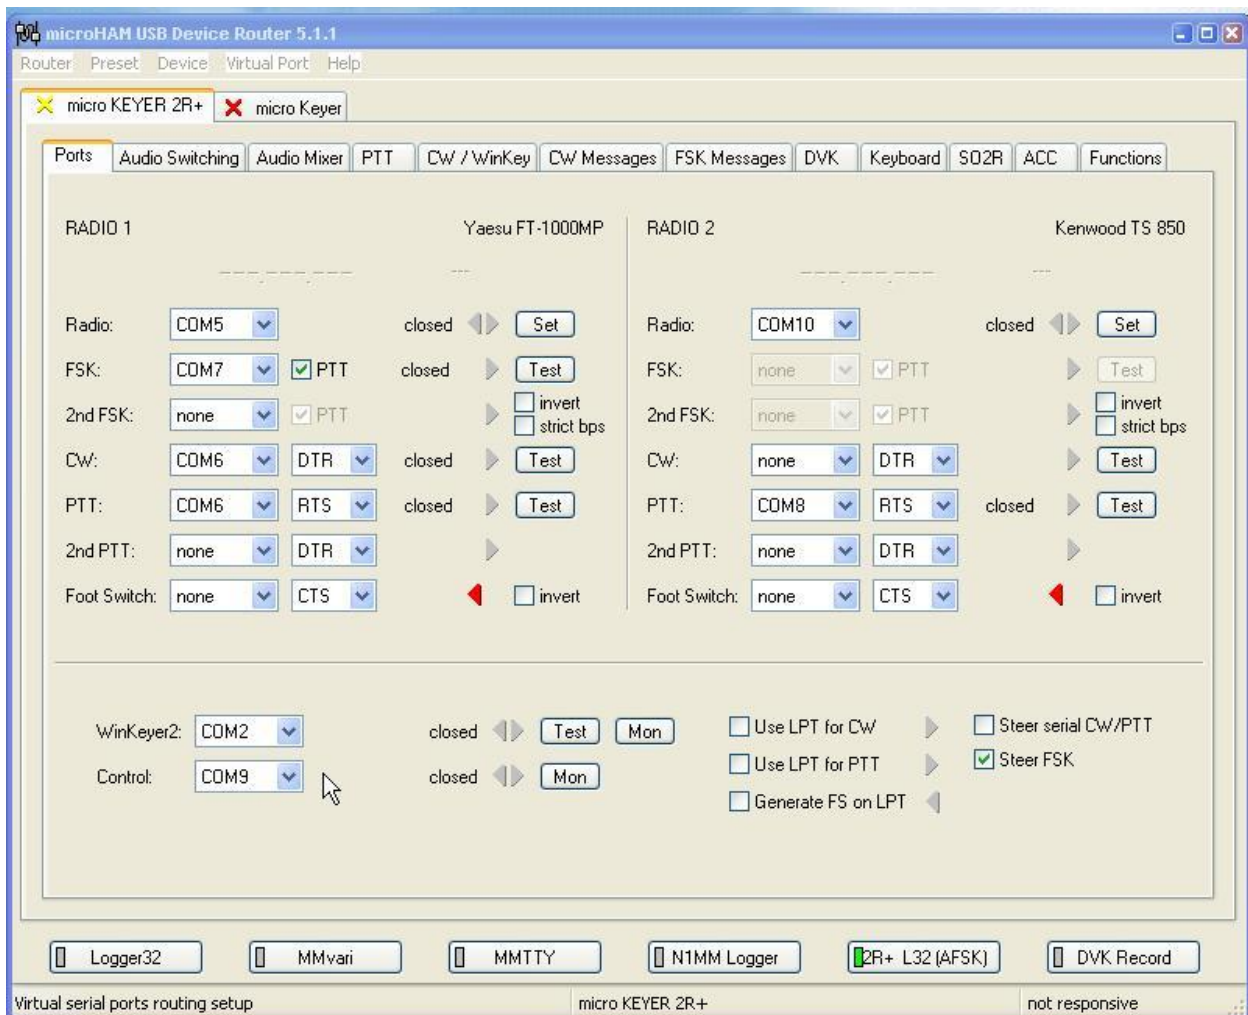 microHAM USB Device Router 5.1.1
Router Preset Device Virtual Port Help
micro KEYER 2R+ micro Keyer
Ports Audio Switching Audio Mixer PTT CW / WinKey CW Messages FSK Messages DVK Keyboard SO2R ACC Functions
RADIO 1 Yaesu FT-1000MP RADIO 2 Kenwood TS 850
---.---.--- --- ---.---.--- ---
Radio: COM5 closed Set Radio: COM10 closed Set
FSK: COM7 PTT closed Test FSK: none PTT Test
2nd FSK: none PTT invert 2nd FSK: none PTT invert
strict bps strict bps
CW: COM6 DTR closed Test CW: none DTR Test
PTT: COM6 RTS closed Test PTT: COM8 RTS closed Test
2nd PTT: none DTR 2nd PTT: none DTR
Foot Switch: none CTS invert Foot Switch: none CTS invert
WinKeyer2: COM2 closed Test Mon Use LPT for CW Steer serial CW/PTT
Control: COM9 closed Mon Use LPT for PTT Steer FSK
Generate FS on LPT
Logger32 MMvari MMTTY N1MM Logger 2R+ L32 (AFSK) DVK Record
Virtual serial ports routing setup micro KEYER 2R+ not responsive